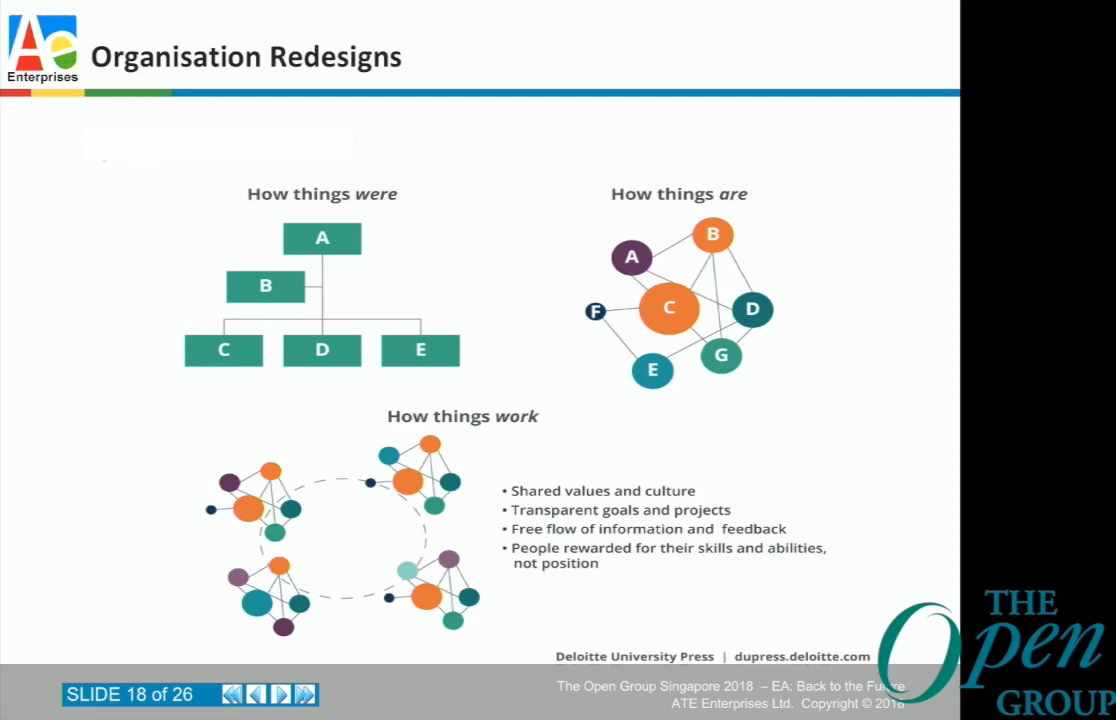 Ae
Enterprises
Organisation Redesigns
How things were
A
B
C
D
E
How things are
A
B
C
D
E
F
G
How things work
• Shared values and culture
• Transparent goals and projects
• Free flow of information and feedback
• People rewarded for their skills and abilities,
not position
Deloitte University Press | dupress.deloitte.com
SLIDE 18 of 26
The Open Group Singapore 2018 – EA: Back to the Future
ATE Enterprises Ltd. Copyright © 2018
THE
Open
GROUP